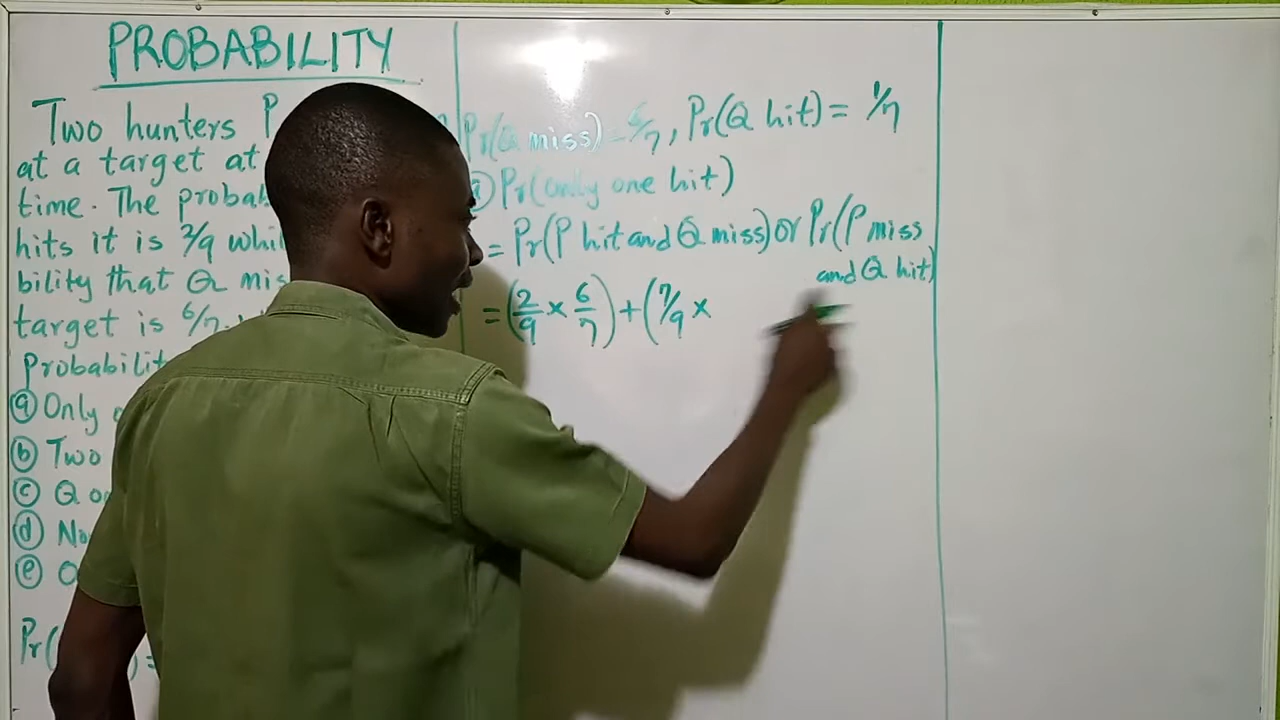 PROBABILITY
Two hunters P
at a target at
time. The probab
hits it is 2/9 whi
bility that Q mis
target is 6/7.
Probabilit
ⓐ Only
ⓑ Two
ⓒ Q o
ⓓ No
ⓔ O
Pr( ) =
Pr(Q miss) = 6/7, Pr(Q hit) = 1/7
ⓐ Pr(only one hit)
= Pr(P hit and Q miss) or Pr(P miss
and Q hit)
= (2/9 × 6/7) + (7/9 ×